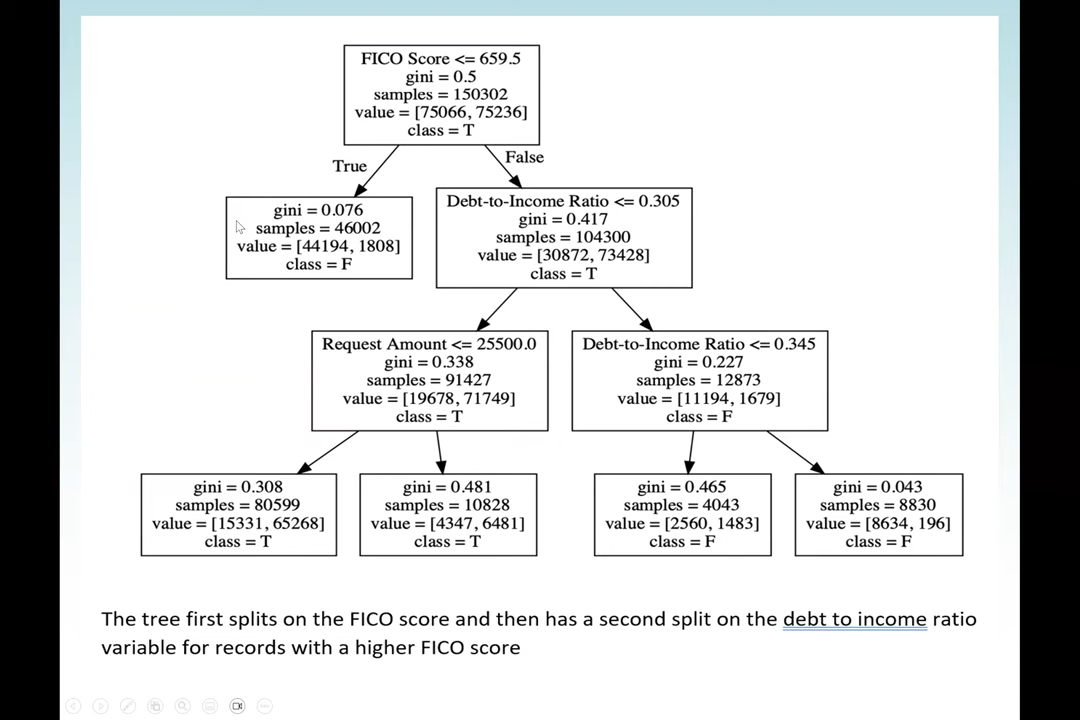 FICO Score <= 659.5
gini = 0.5
samples = 150302
value = [75066, 75236]
class = T
True
False
gini = 0.076
samples = 46002
value = [44194, 1808]
class = F
Debt-to-Income Ratio <= 0.305
gini = 0.417
samples = 104300
value = [30872, 73428]
class = T
Request Amount <= 25500.0
gini = 0.338
samples = 91427
value = [19678, 71749]
class = T
Debt-to-Income Ratio <= 0.345
gini = 0.227
samples = 12873
value = [11194, 1679]
class = F
gini = 0.308
samples = 80599
value = [15331, 65268]
class = T
gini = 0.481
samples = 10828
value = [4347, 6481]
class = T
gini = 0.465
samples = 4043
value = [2560, 1483]
class = F
gini = 0.043
samples = 8830
value = [8634, 196]
class = F
The tree first splits on the FICO score and then has a second split on the debt to income ratio
variable for records with a higher FICO score